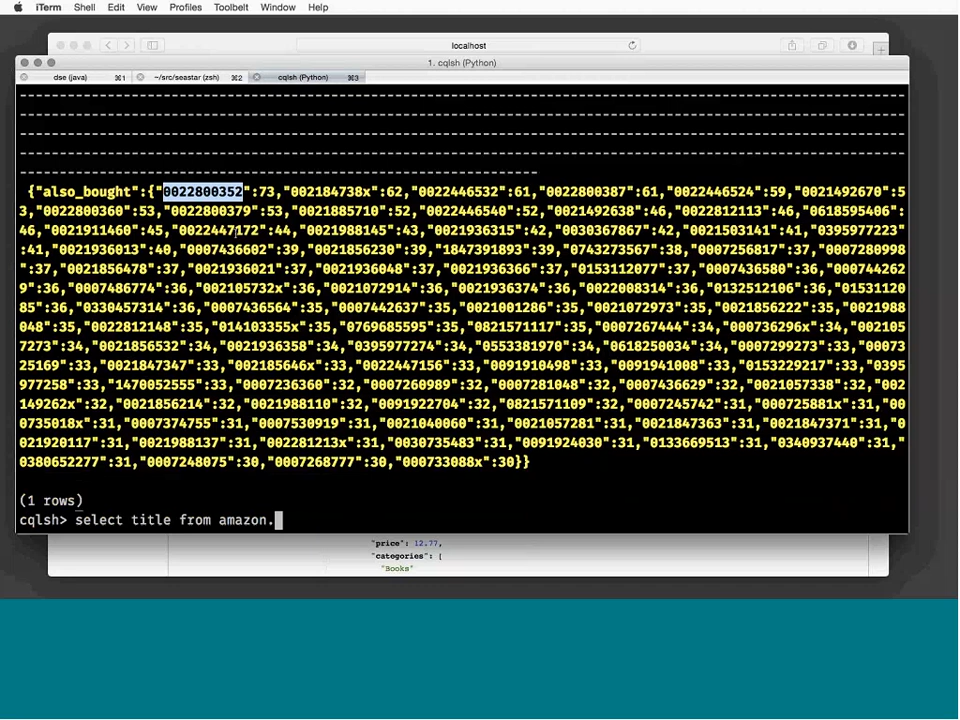 iTerm Shell Edit View Profiles Toolbelt Window Help
localhost
1. cqlsh (Python)
dse (java) ⌘1 ~/src/seastar (zsh) ⌘2 cqlsh (Python) ⌘3
{"also_bought":{"0022800352":73,"002184738x":62,"0022446532":61,"0022800387":61,"0022446524":59,"0021492670":5
3,"0022800360":53,"0022800379":53,"0021885710":52,"0022446540":52,"0021492638":46,"0022812113":46,"0618595406":
46,"0021911460":45,"0022447172":44,"0021988145":43,"0021936315":42,"0030367867":42,"0021503141":41,"0395977223"
:41,"0021936013":40,"0007436602":39,"0021856230":39,"1847391893":39,"0743273567":38,"0007256817":37,"0007280998
":37,"0021856478":37,"0021936021":37,"0021936048":37,"0021936366":37,"0153112077":37,"0007436580":36,"000744262
9":36,"0007486774":36,"002105732x":36,"0021072914":36,"0021936374":36,"0022008314":36,"0132512106":36,"01531120
85":36,"0330457314":36,"0007436564":35,"0007442637":35,"0021001286":35,"0021072973":35,"0021856222":35,"0021988
048":35,"0022812148":35,"014103355x":35,"0769685595":35,"0821571117":35,"0007267444":34,"000736296x":34,"002105
7273":34,"0021856532":34,"0021936358":34,"0395977274":34,"0553381970":34,"0618250034":34,"0007299273":33,"00073
25169":33,"0021847347":33,"002185646x":33,"0022447156":33,"0091910498":33,"0091941008":33,"0153229217":33,"0395
977258":33,"1470052555":33,"0007236360":32,"0007260989":32,"0007281048":32,"0007436629":32,"0021057338":32,"002
149262x":32,"0021856214":32,"0021988110":32,"0091922704":32,"0821571109":32,"0007245742":31,"000725881x":31,"00
0735018x":31,"0007374755":31,"0007530919":31,"0021040060":31,"0021057281":31,"0021847363":31,"0021847371":31,"0
021920117":31,"0021988137":31,"002281213x":31,"0030735483":31,"0091924030":31,"0133669513":31,"0340937440":31,"
0380652277":31,"0007248075":30,"0007268777":30,"000733088x":30}}
(1 rows)
cqlsh> select title from amazon.
"price": 12.77,
"categories": [
"Books"